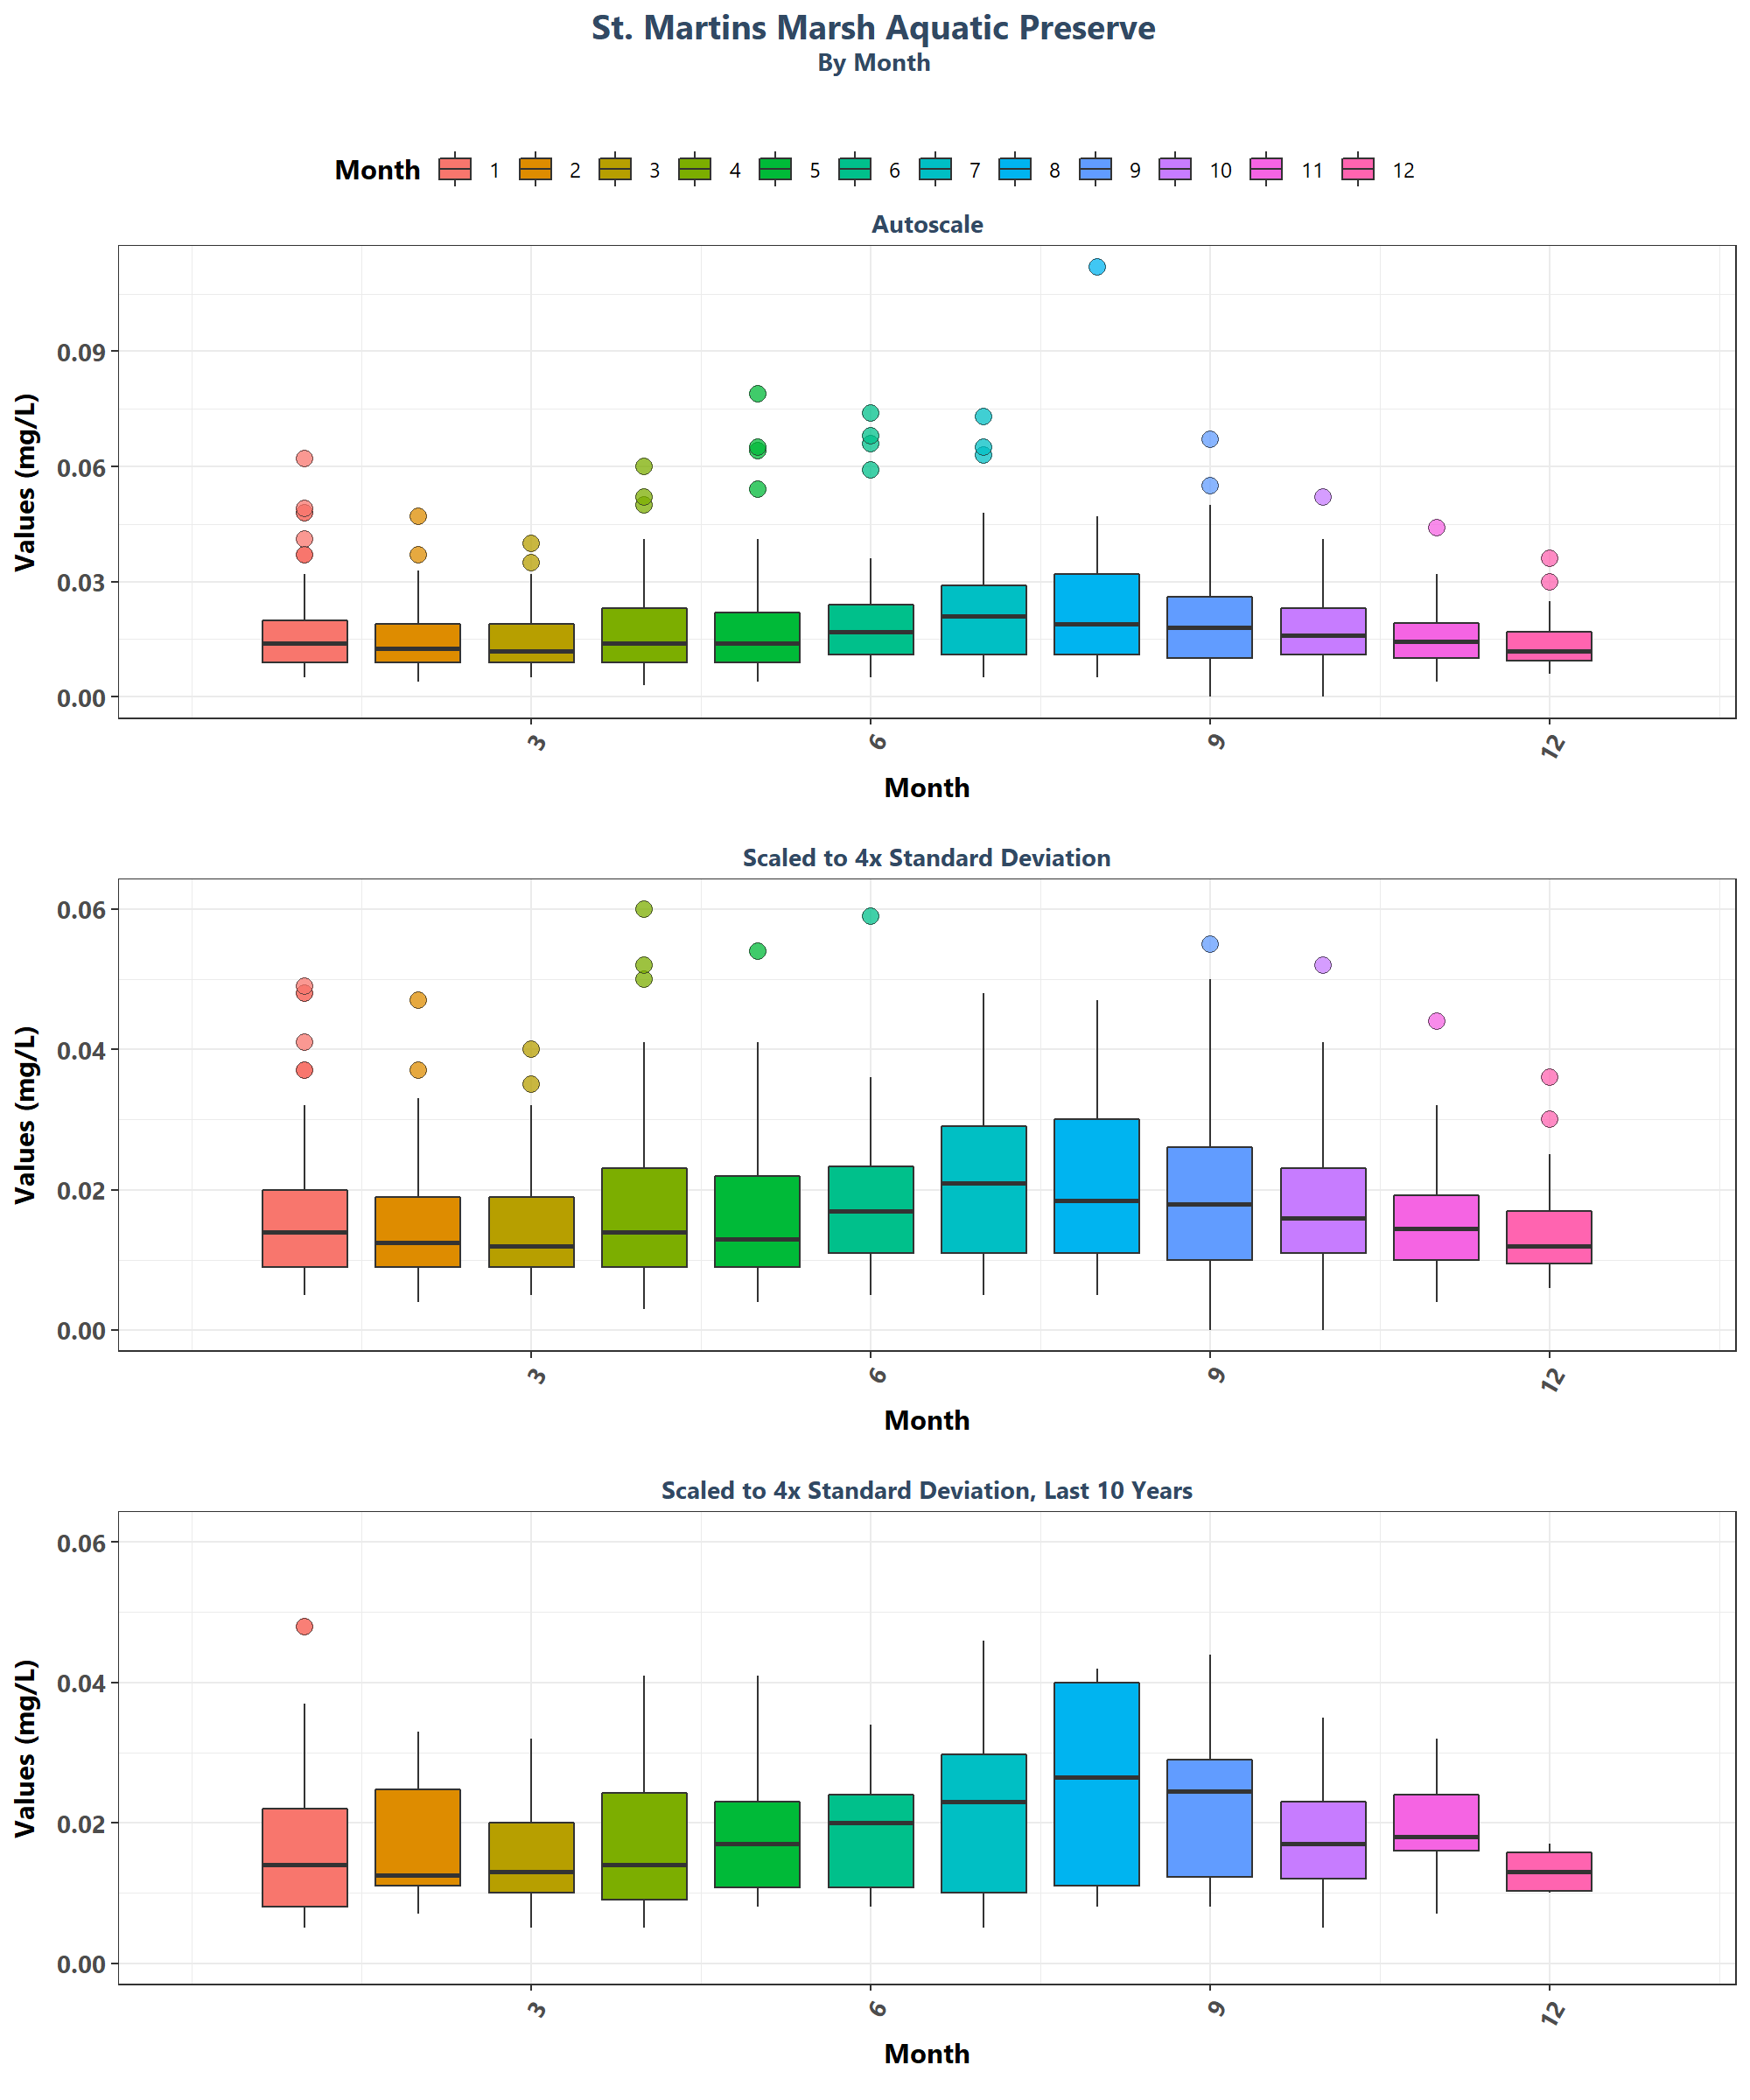 St. Martins Marsh Aquatic Preserve
By Month
Month 1 2 3 4 5 6 7 8 9 10 11 12
Autoscale
Values (mg/L)
0.09
0.06
0.03
0.00
3 6 9 12
Month
Scaled to 4x Standard Deviation
Values (mg/L)
0.06
0.04
0.02
0.00
3 6 9 12
Month
Scaled to 4x Standard Deviation, Last 10 Years
Values (mg/L)
0.06
0.04
0.02
0.00
3 6 9 12
Month